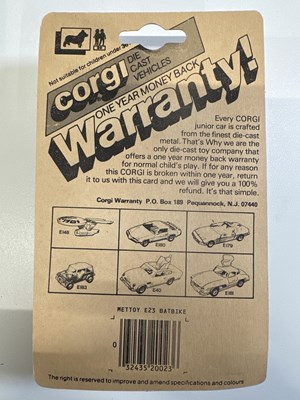 Not suitable for children under
corgi
DIE
CAST
VEHICLES
ONE YEAR MONEY BACK
Warranty!
Every CORGI
junior car is crafted
from the finest die-cast
metal. That's Why we are the
only die-cast toy company that
offers a one year money back warranty
for normal child's play. If for any reason
this CORGI is broken within one year, return
it to us with this card and we will give you a 100%
refund. It's that simple.
Corgi Warranty P.O. Box 189 Pequannock, N.J. 07440
E148 E180 E179
E183 E40
METTOY E23 BATBIKE
0
32435"20023
The right is reserved to improve and amend specifications and colours